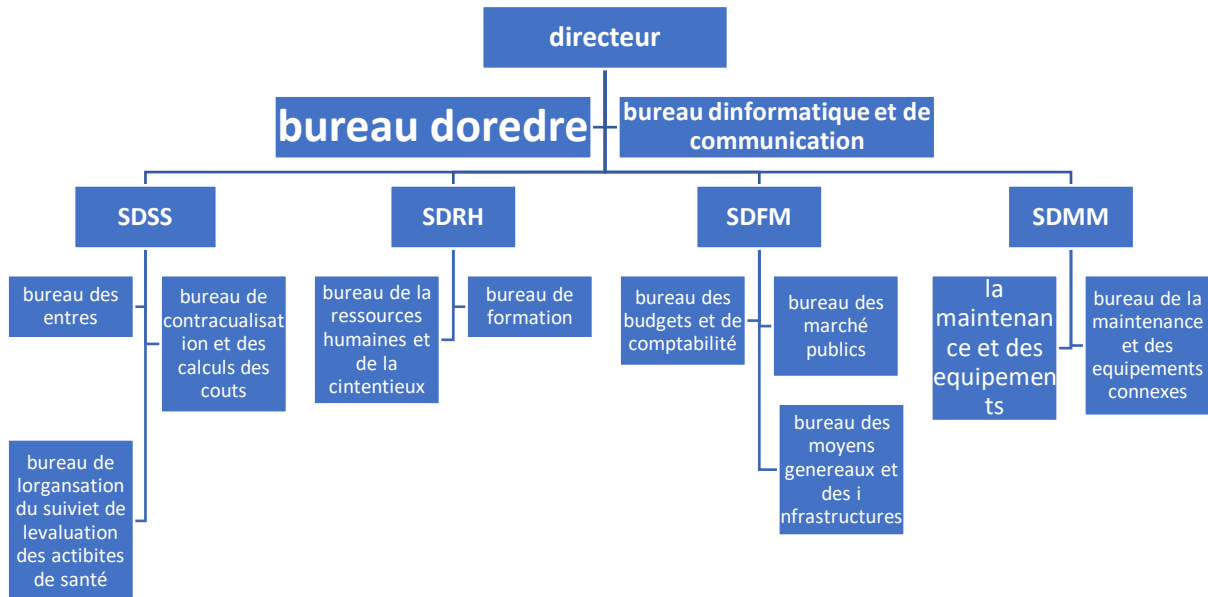 directeur
bureau doredre
bureau dinformatique et de
communication
SDSS
SDRH
SDFM
SDMM
bureau des
entres
bureau de
contracualisat
ion et des
calculs des
couts
bureau de la
ressources
humaines et
de la
cintentieux
bureau de
formation
bureau des
budgets et de
comptabilité
bureau des
marché
publics
la
maintenan
ce et des
equipemen
ts
bureau de la
maintenance
et des
equipements
connexes
bureau de
lorgansation
du suiviet de
levaluation
des actibites
de santé
bureau des
moyens
genereaux et
des i
nfrastructures